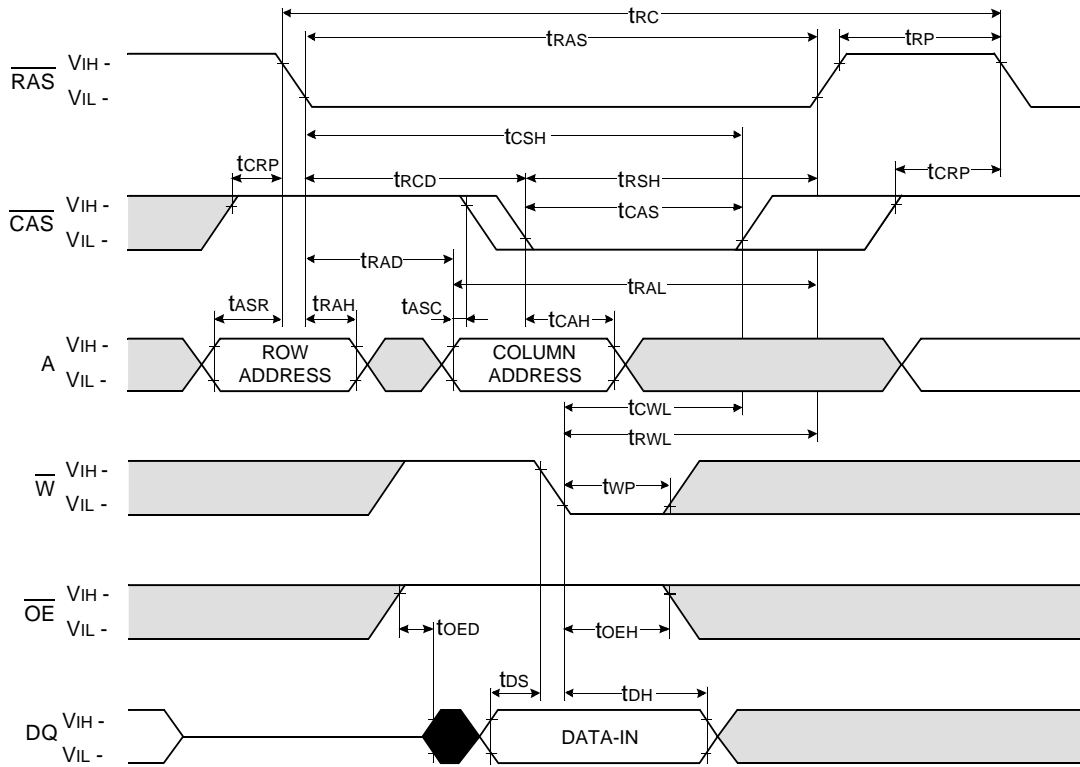 tRC
tRAS
tRP
RAS
VIH -
VIL -
tCSH
tCRP
tRCD
tRSH
tCRP
CAS
VIH -
VIL -
tCAS
tRAD
tRAL
tASR
tRAH
tASC
tCAH
A
VIH -
VIL -
ROW
ADDRESS
COLUMN
ADDRESS
tCWL
tRWL
W
VIH -
VIL -
tWP
OE
VIH -
VIL -
tOED
tOEH
tDS
tDH
DQ
VIH -
VIL -
DATA-IN